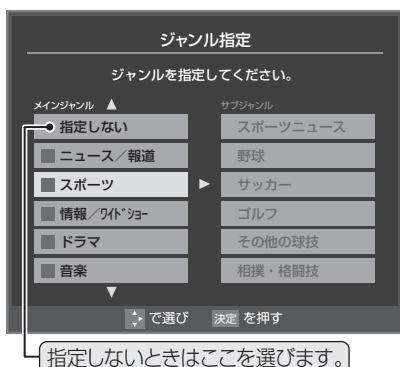 ジャンル指定
ジャンルを指定してください。
メインジャンル
サブジャンル
指定しない
スポーツニュース
ニュース／報道
野球
スポーツ
サッカー
情報／ワイドショー
ゴルフ
ドラマ
その他の球技
音楽
相撲・格闘技
で選び 決定 を押す
指定しないときはここを選びます。